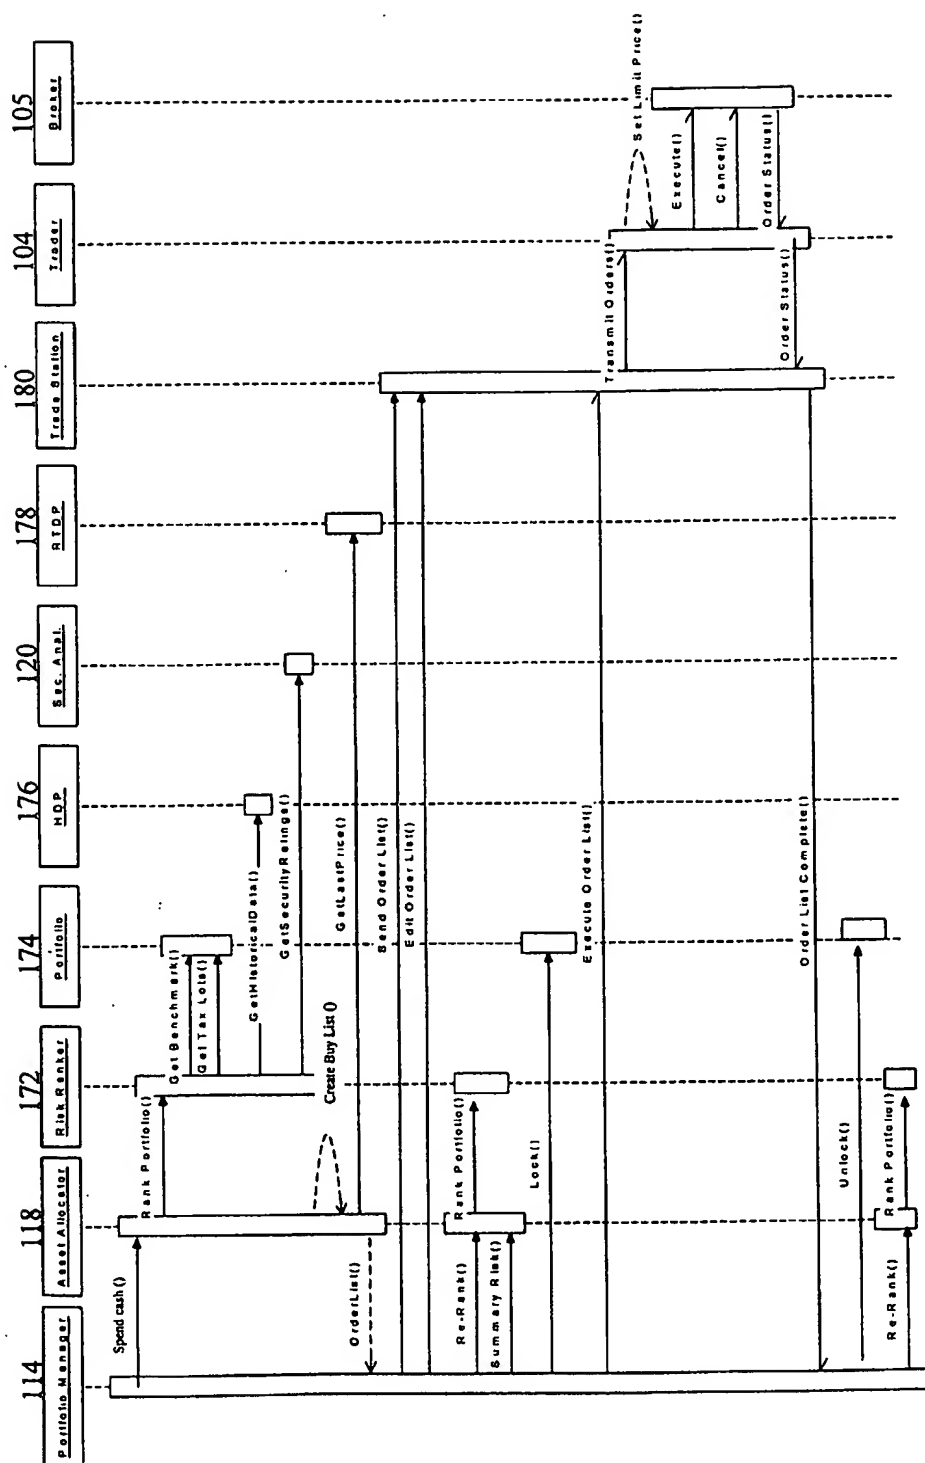 114
Portfolio Manager
118
Asset Allocator
172
Risk Ranker
174
Portfolio
176
HDP
120
Sec. Anal.
178
RTDP
180
Trade Station
104
Trader
105
Broker
Spend cash ()
Rank Portfolio()
Get Benchmark()
Get Tax Lots()
GetHistoricalData()
GetSecurityRatings()
Create Buy List ()
GetLastPrice()
OrderList()
Send Order List()
Edit Order List()
Re-Rank()
Rank Portfolio()
Summary Risk()
Lock()
Execute Order List()
Transmit Orders()
Set Limit Price()
Execute()
Cancel()
Order Status()
Order Status()
Order List Complete()
Unlock()
Re-Rank()
Rank Portfolio()